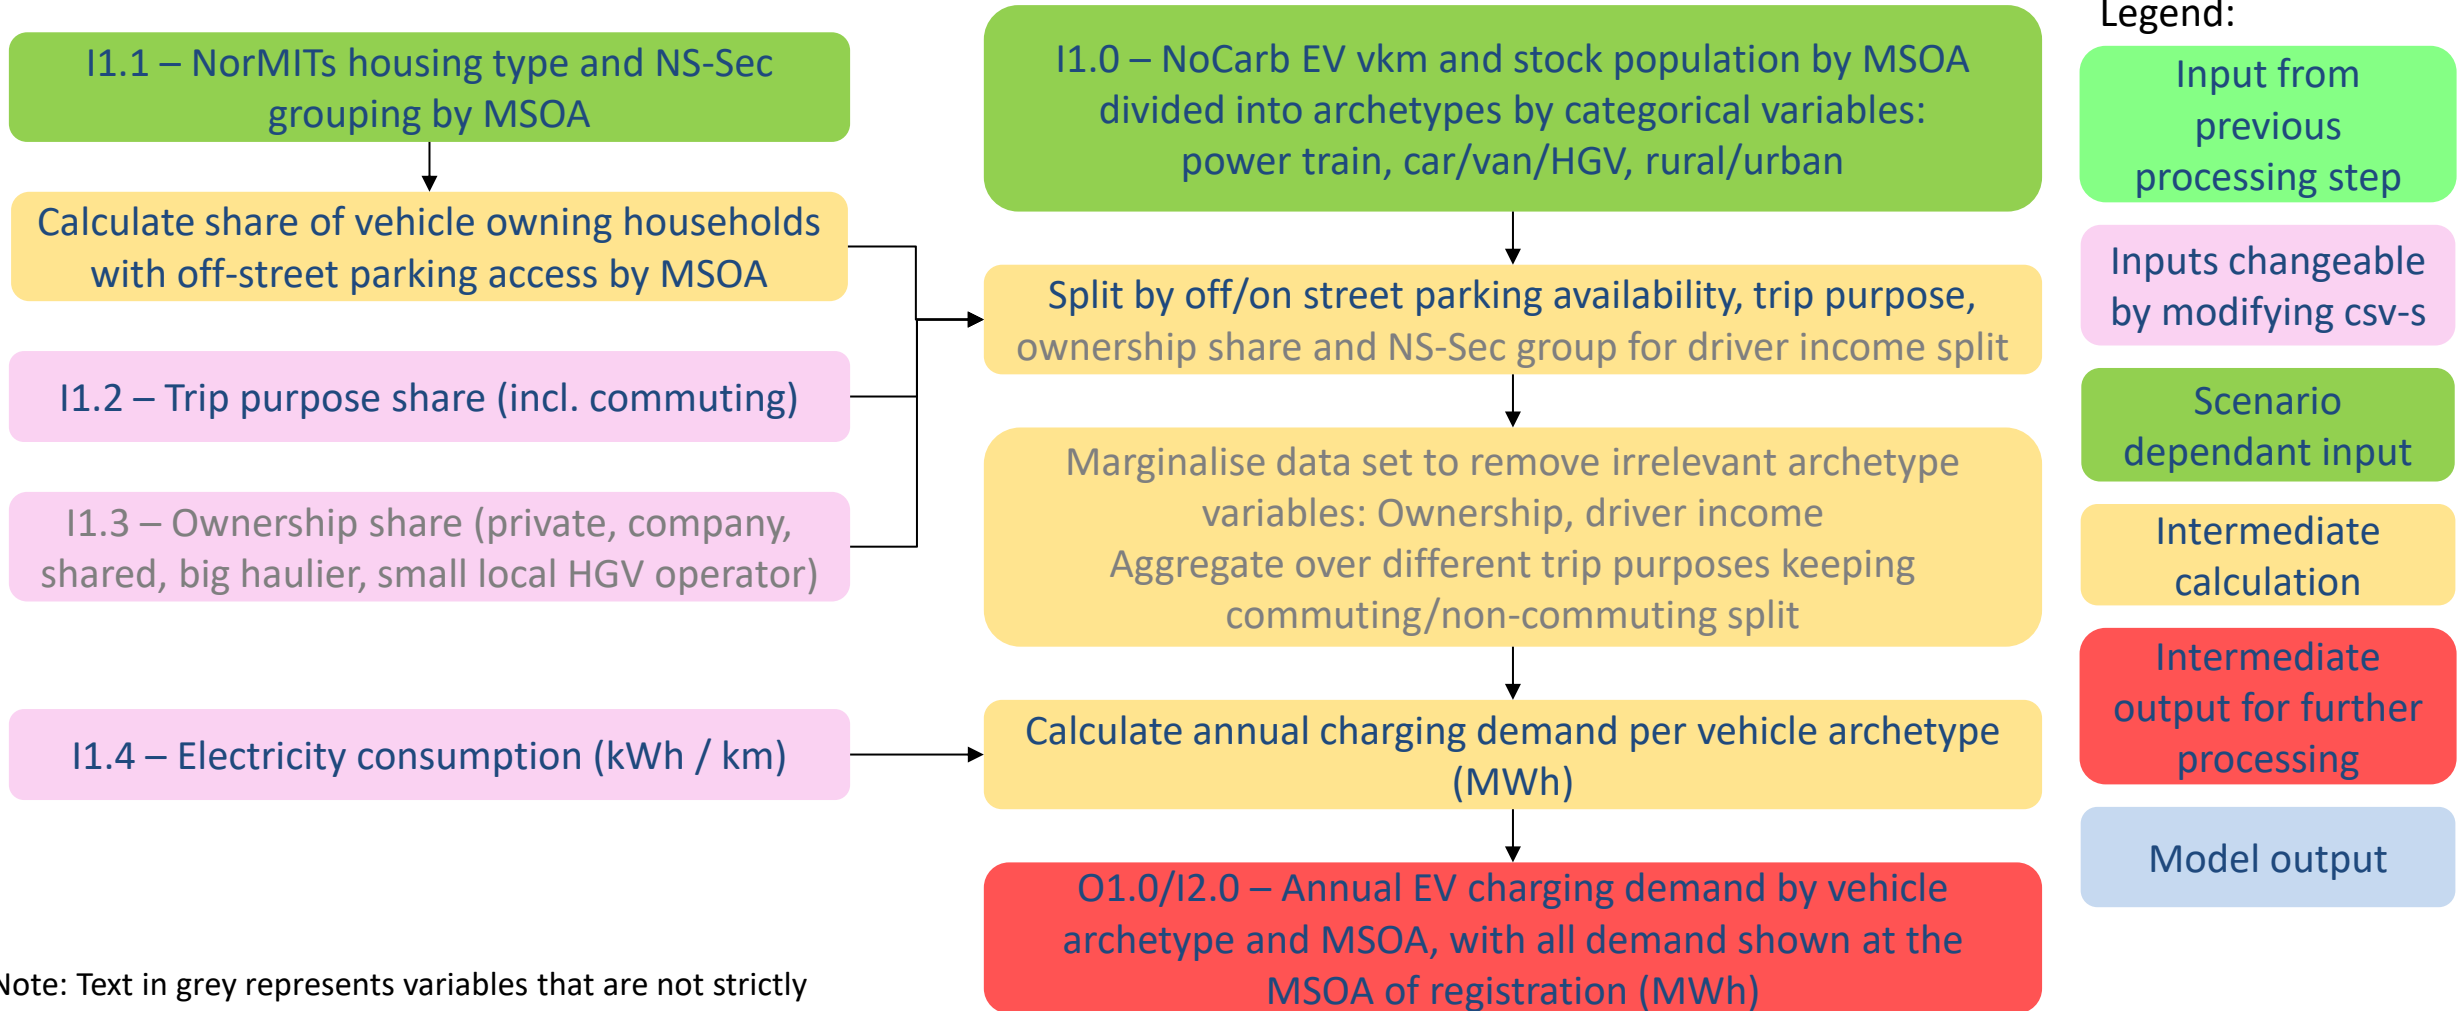 I1.1 – NorMITs housing type and NS-Sec
grouping by MSOA
Calculate share of vehicle owning households
with off-street parking access by MSOA
I1.2 – Trip purpose share (incl. commuting)
I1.3 – Ownership share (private, company,
shared, big haulier, small local HGV operator)
I1.4 – Electricity consumption (kWh / km)
Note: Text in grey represents variables that are not strictly
I1.0 – NoCarb EV vkm and stock population by MSOA
divided into archetypes by categorical variables:
power train, car/van/HGV, rural/urban
Split by off/on street parking availability, trip purpose,
ownership share and NS-Sec group for driver income split
Marginalise data set to remove irrelevant archetype
variables: Ownership, driver income
Aggregate over different trip purposes keeping
commuting/non-commuting split
Calculate annual charging demand per vehicle archetype
(MWh)
O1.0/I2.0 – Annual EV charging demand by vehicle
archetype and MSOA, with all demand shown at the
MSOA of registration (MWh)
Legend:
Input from
previous
processing step
Inputs changeable
by modifying csv-s
Scenario
dependant input
Intermediate
calculation
Intermediate
output for further
processing
Model output